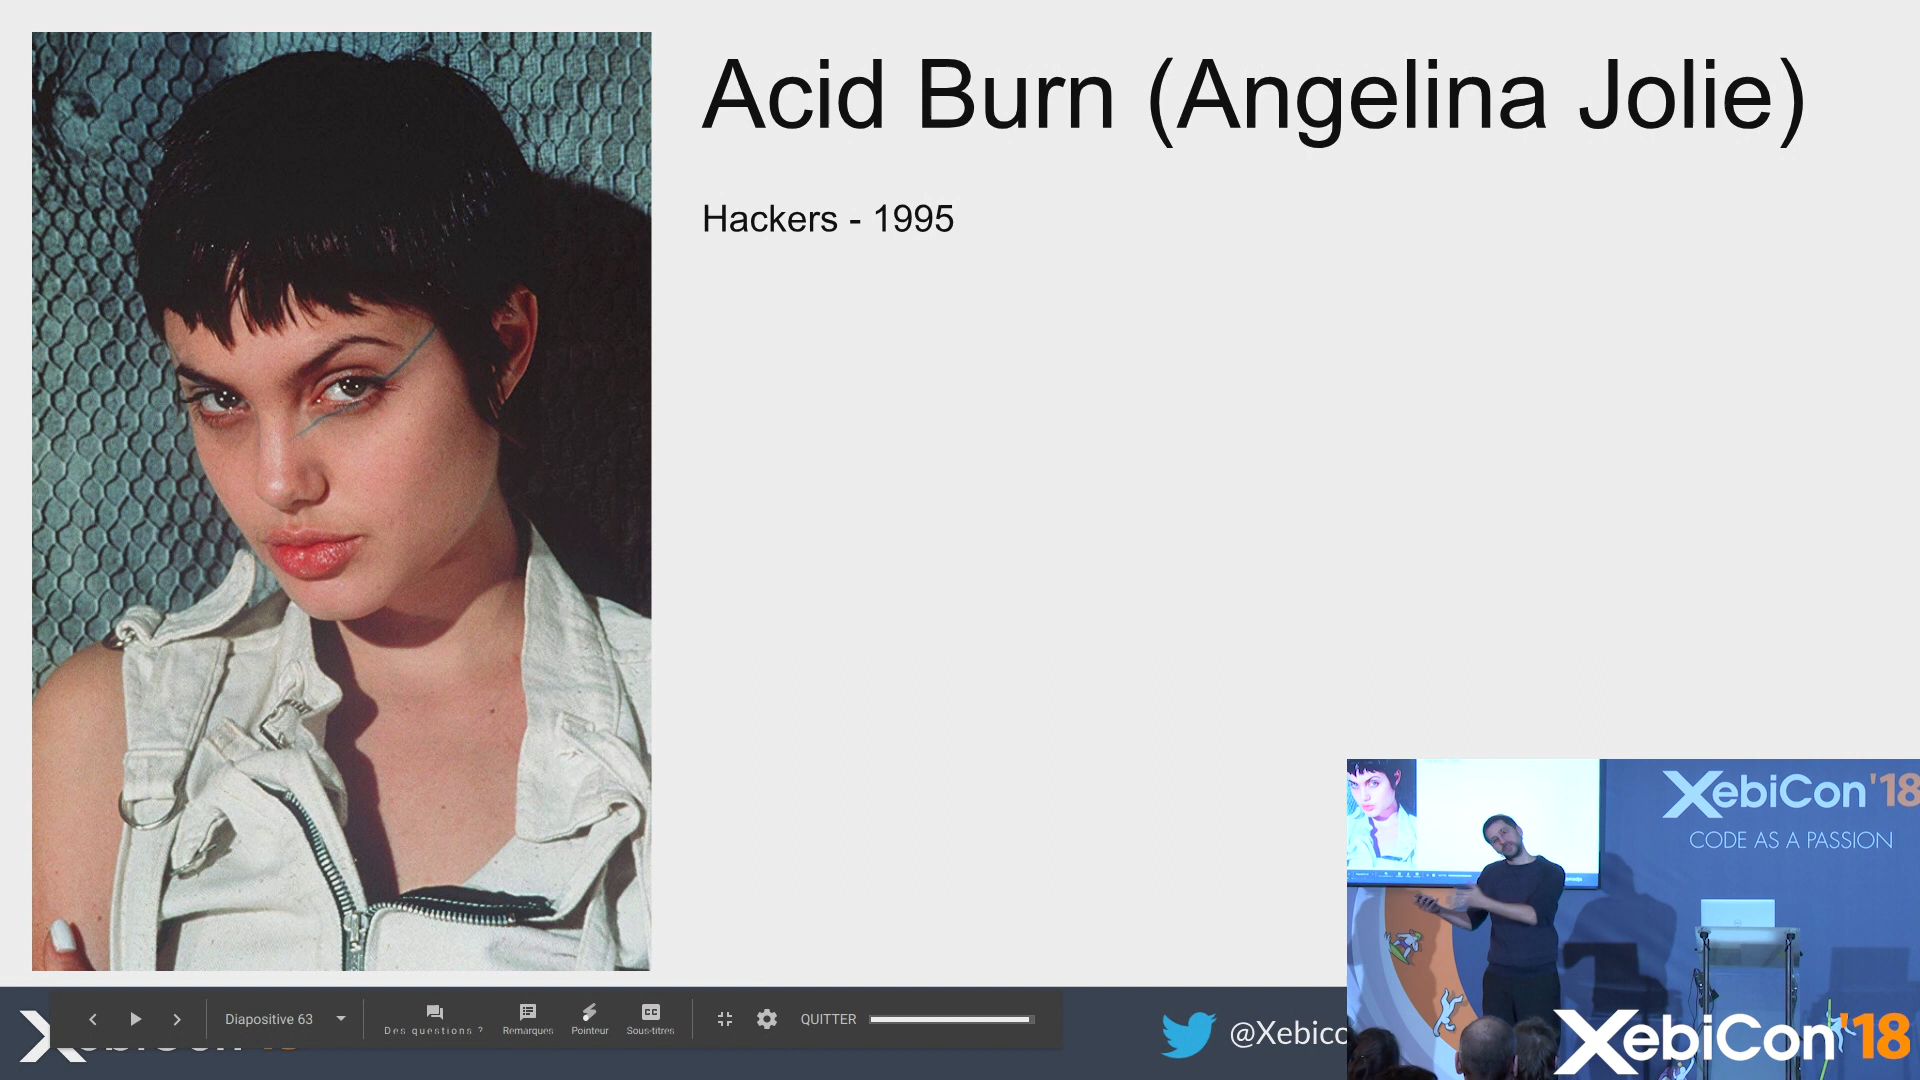 Acid Burn (Angelina Jolie)
Hackers - 1995
XebiCon'18
CODE AS A PASSION
Diapositive 63
Des questions ?
Remarques
Pointeur
Sous-titres
QUITTER
@Xebico
XebiCon'18